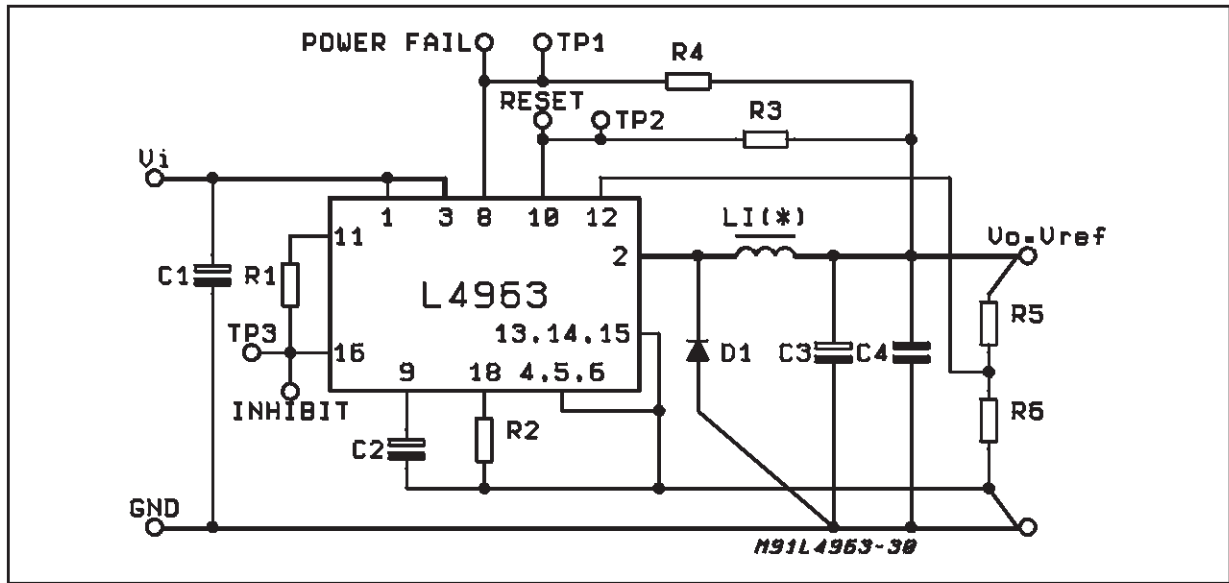 POWER FAIL
TP1
R4
RESET
TP2
R3
Vi
1
3
8
10
12
LI(*)
Vo=Vref
11
2
C1
R1
L4963
R5
13.14.15
TP3
16
D1
C3
C4
9
18
4.5.6
INHIBIT
R2
R6
C2
GND
M91L4963-30